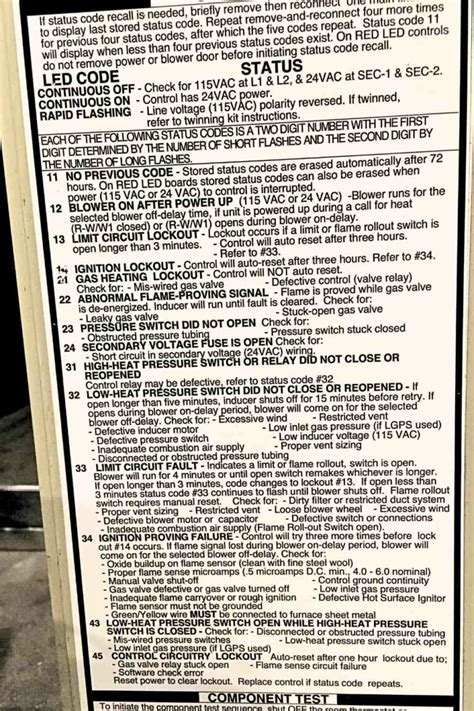 If status code recall is needed, briefly remove then reconnect one main
to display last stored status code. Repeat remove-and-reconnect four more times
for previous four status codes, after which the five codes repeat. Status code 11
will display when less than four previous status codes exist. On RED LED controls
do not remove power or blower door before initiating status code recall.
LED CODE STATUS
CONTINUOUS OFF - Check for 115VAC at L1 & L2, & 24VAC at SEC-1 & SEC-2.
CONTINUOUS ON - Control has 24VAC power.
RAPID FLASHING - Line voltage (115VAC) polarity reversed. If twinned,
refer to twinning kit instructions.
EACH OF THE FOLLOWING STATUS CODES IS A TWO DIGIT NUMBER WITH THE FIRST
DIGIT DETERMINED BY THE NUMBER OF SHORT FLASHES AND THE SECOND DIGIT BY
THE NUMBER OF LONG FLASHES.
11 NO PREVIOUS CODE - Stored status codes are erased automatically after 72
hours. On RED LED boards stored status codes can also be erased when
power (115 VAC or 24 VAC) to control is interrupted.
12 BLOWER ON AFTER POWER UP (115 VAC or 24 VAC) -Blower runs for the
selected blower off-delay time, if unit is powered up during a call for heat
(R-W/W1 closed) or (R-W/W1) opens during blower on-delay.
13 LIMIT CIRCUIT LOCKOUT - Lockout occurs if a limit or flame rollout switch is
open longer than 3 minutes. - Control will auto reset after three hours.
- Refer to #33.
14 IGNITION LOCKOUT - Control will auto-reset after three hours. Refer to #34.
21 GAS HEATING LOCKOUT - Control will NOT auto reset.
Check for: - Mis-wired gas valve - Defective control (valve relay)
22 ABNORMAL FLAME-PROVING SIGNAL - Flame is proved while gas valve
is de-energized. Inducer will run until fault is cleared. Check for:
- Leaky gas valve - Stuck-open gas valve
23 PRESSURE SWITCH DID NOT OPEN Check for:
- Obstructed pressure tubing - Pressure switch stuck closed
24 SECONDARY VOLTAGE FUSE IS OPEN Check for:
- Short circuit in secondary voltage (24VAC) wiring.
31 HIGH-HEAT PRESSURE SWITCH OR RELAY DID NOT CLOSE OR
REOPENED
Control relay may be defective, refer to status code #32
32 LOW-HEAT PRESSURE SWITCH DID NOT CLOSE OR REOPENED - If
open longer than five minutes, inducer shuts off for 15 minutes before retry. If
opens during blower on-delay period, blower will come on for the selected
blower off-delay. Check for: - Excessive wind - Restricted vent
- Defective inducer motor - Low inlet gas pressure (if LGPS used)
- Defective pressure switch - Low inducer voltage (115 VAC)
- Inadequate combustion air supply - Proper vent sizing
- Disconnected or obstructed pressure tubing
33 LIMIT CIRCUIT FAULT - Indicates a limit or flame rollout, switch is open.
Blower will run for 4 minutes or until open switch remakes whichever is longer.
If open longer than 3 minutes, code changes to lockout #13. If open less than
3 minutes status code #33 continues to flash until blower shuts off. Flame rollout
switch requires manual reset. Check for: - Dirty filter or restricted duct system
- Proper vent sizing - Restricted vent - Loose blower wheel - Excessive wind
- Defective blower motor or capacitor - Defective switch or connections
- Inadequate combustion air supply (Flame Roll-out Switch open).
34 IGNITION PROVING FAILURE - Control will try three more times before lock
out #14 occurs. If flame signal lost during blower on-delay period, blower will
come on for the selected blower off-delay. Check for:
- Oxide buildup on flame sensor (clean with fine steel wool)
- Proper flame sense microamps (.5 microamps D.C. min., 4.0 - 6.0 nominal)
- Manual valve shut-off - Control ground continuity
- Gas valve defective or gas valve turned off - Low inlet gas pressure
- Inadequate flame carryover or rough ignition - Defective Hot Surface Ignitor
- Flame sensor must not be grounded
- Green/Yellow wire MUST be connected to furnace sheet metal
43 LOW-HEAT PRESSURE SWITCH OPEN WHILE HIGH-HEAT PRESSURE
SWITCH IS CLOSED - Check for: - Disconnected or obstructed pressure tubing
- Mis-wired pressure switches - Low-heat pressure switch stuck open
- Low inlet gas pressure (if LGPS used)
45 CONTROL CIRCUITRY LOCKOUT Auto-reset after one hour lockout due to;
- Gas valve relay stuck open - Flame sense circuit failure
- Software check error
Reset power to clear lockout. Replace control if status code repeats.
COMPONENT TEST
To initiate the component test sequence, shut OFF the room thermostat or